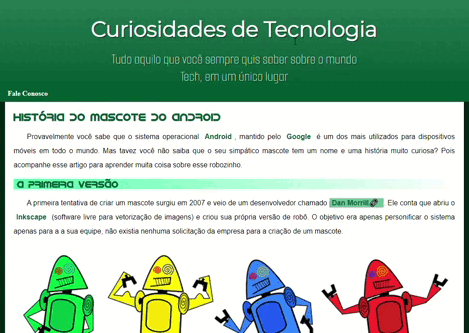 Curiosidades de Tecnologia
Tudo aquilo que você sempre quis saber sobre o mundo
Tech, em um único lugar
Fale Conosco
História do Mascote do Android
Provavelmente você sabe que o sistema operacional Android , mantido pelo Google é um dos mais utilizados para dispositivos
móveis em todo o mundo. Mas tavez você não saiba que o seu simpático mascote tem um nome e uma história muito curiosa? Pois
acompanhe esse artigo para aprender muita coisa sobre esse robozinho.
A primeira versão
A primeira tentativa de criar um mascote surgiu em 2007 e veio de um desenvolvedor chamado Dan Morrill . Ele conta que abriu o
Inkscape (software livre para vetorização de imagens) e criou sua própria versão de robô. O objetivo era apenas personificar o sistema
apenas para a a sua equipe, não existia nenhuma solicitação da empresa para a criação de um mascote.